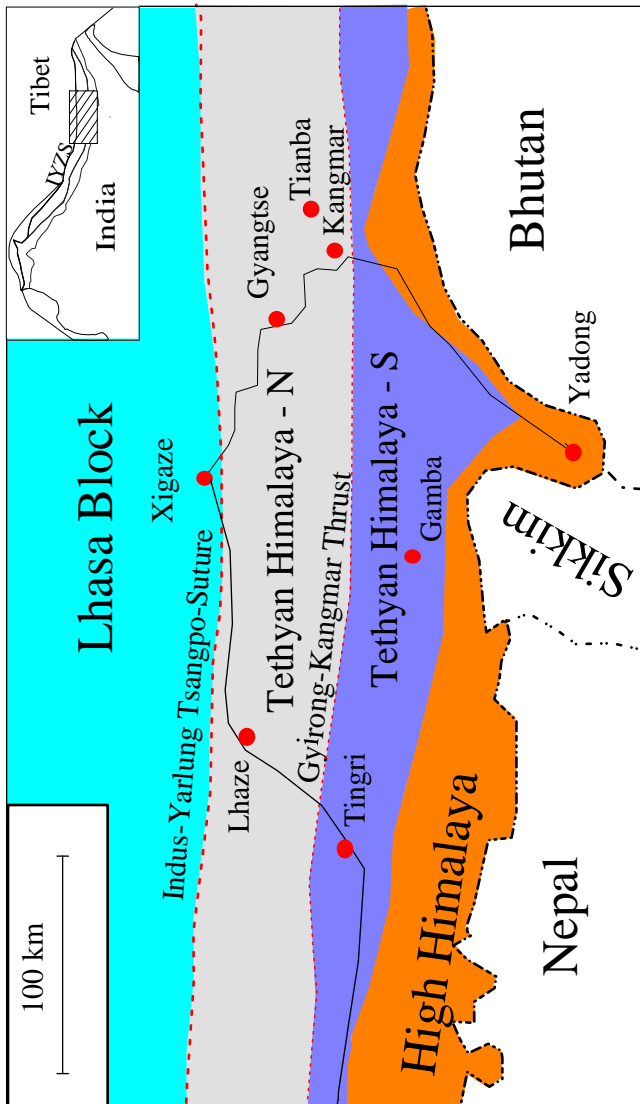 100 km
Tibet
IYZS
India
Lhasa Block
Xigaze
Indus-Yarlung Tsangpo-Suture
Gyangtse
Tianba
Kangmar
Lhaze
Tethyan Himalaya - N
Gyirong-Kangmar Thrust
Tingri
Tethyan Himalaya - S
Gamba
High Himalaya
Yadong
Nepal
Sikkim
Bhutan